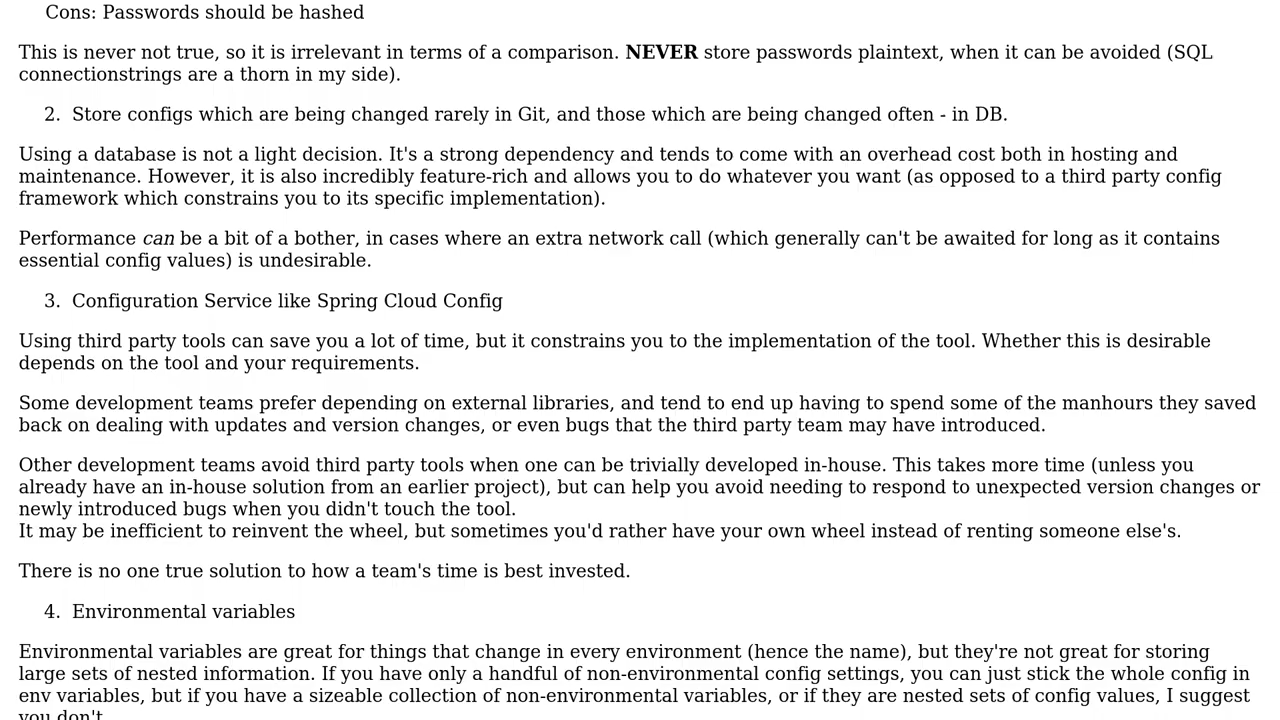 Cons: Passwords should be hashed
This is never not true, so it is irrelevant in terms of a comparison. NEVER store passwords plaintext, when it can be avoided (SQL
connectionstrings are a thorn in my side).
2. Store configs which are being changed rarely in Git, and those which are being changed often - in DB.
Using a database is not a light decision. It's a strong dependency and tends to come with an overhead cost both in hosting and
maintenance. However, it is also incredibly feature-rich and allows you to do whatever you want (as opposed to a third party config
framework which constrains you to its specific implementation).
Performance can be a bit of a bother, in cases where an extra network call (which generally can't be awaited for long as it contains
essential config values) is undesirable.
3. Configuration Service like Spring Cloud Config
Using third party tools can save you a lot of time, but it constrains you to the implementation of the tool. Whether this is desirable
depends on the tool and your requirements.
Some development teams prefer depending on external libraries, and tend to end up having to spend some of the manhours they saved
back on dealing with updates and version changes, or even bugs that the third party team may have introduced.
Other development teams avoid third party tools when one can be trivially developed in-house. This takes more time (unless you
already have an in-house solution from an earlier project), but can help you avoid needing to respond to unexpected version changes or
newly introduced bugs when you didn't touch the tool.
It may be inefficient to reinvent the wheel, but sometimes you'd rather have your own wheel instead of renting someone else's.
There is no one true solution to how a team's time is best invested.
4. Environmental variables
Environmental variables are great for things that change in every environment (hence the name), but they're not great for storing
large sets of nested information. If you have only a handful of non-environmental config settings, you can just stick the whole config in
env variables, but if you have a sizeable collection of non-environmental variables, or if they are nested sets of config values, I suggest
you don't